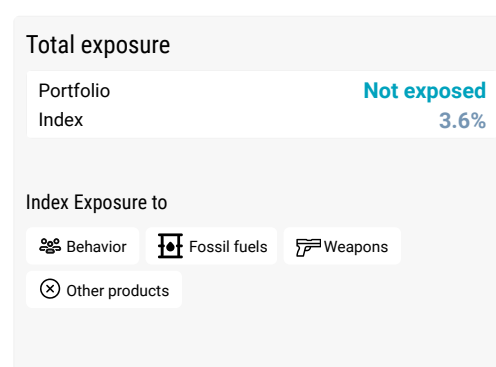 Total exposure
Portfolio Not exposed
Index 3.6%
Index Exposure to
Behavior Fossil fuels Weapons
Other products